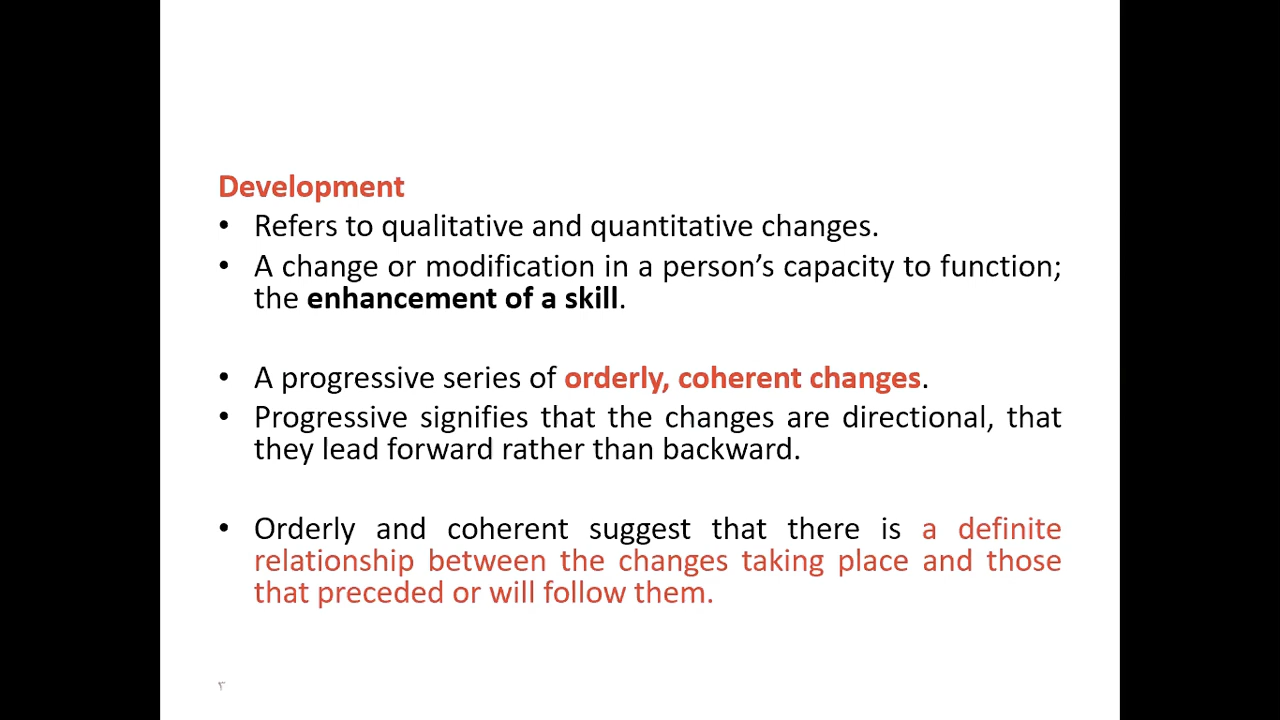 Development
• Refers to qualitative and quantitative changes.
• A change or modification in a person’s capacity to function;
the enhancement of a skill.
• A progressive series of orderly, coherent changes.
• Progressive signifies that the changes are directional, that
they lead forward rather than backward.
• Orderly and coherent suggest that there is a definite
relationship between the changes taking place and those
that preceded or will follow them.
٣